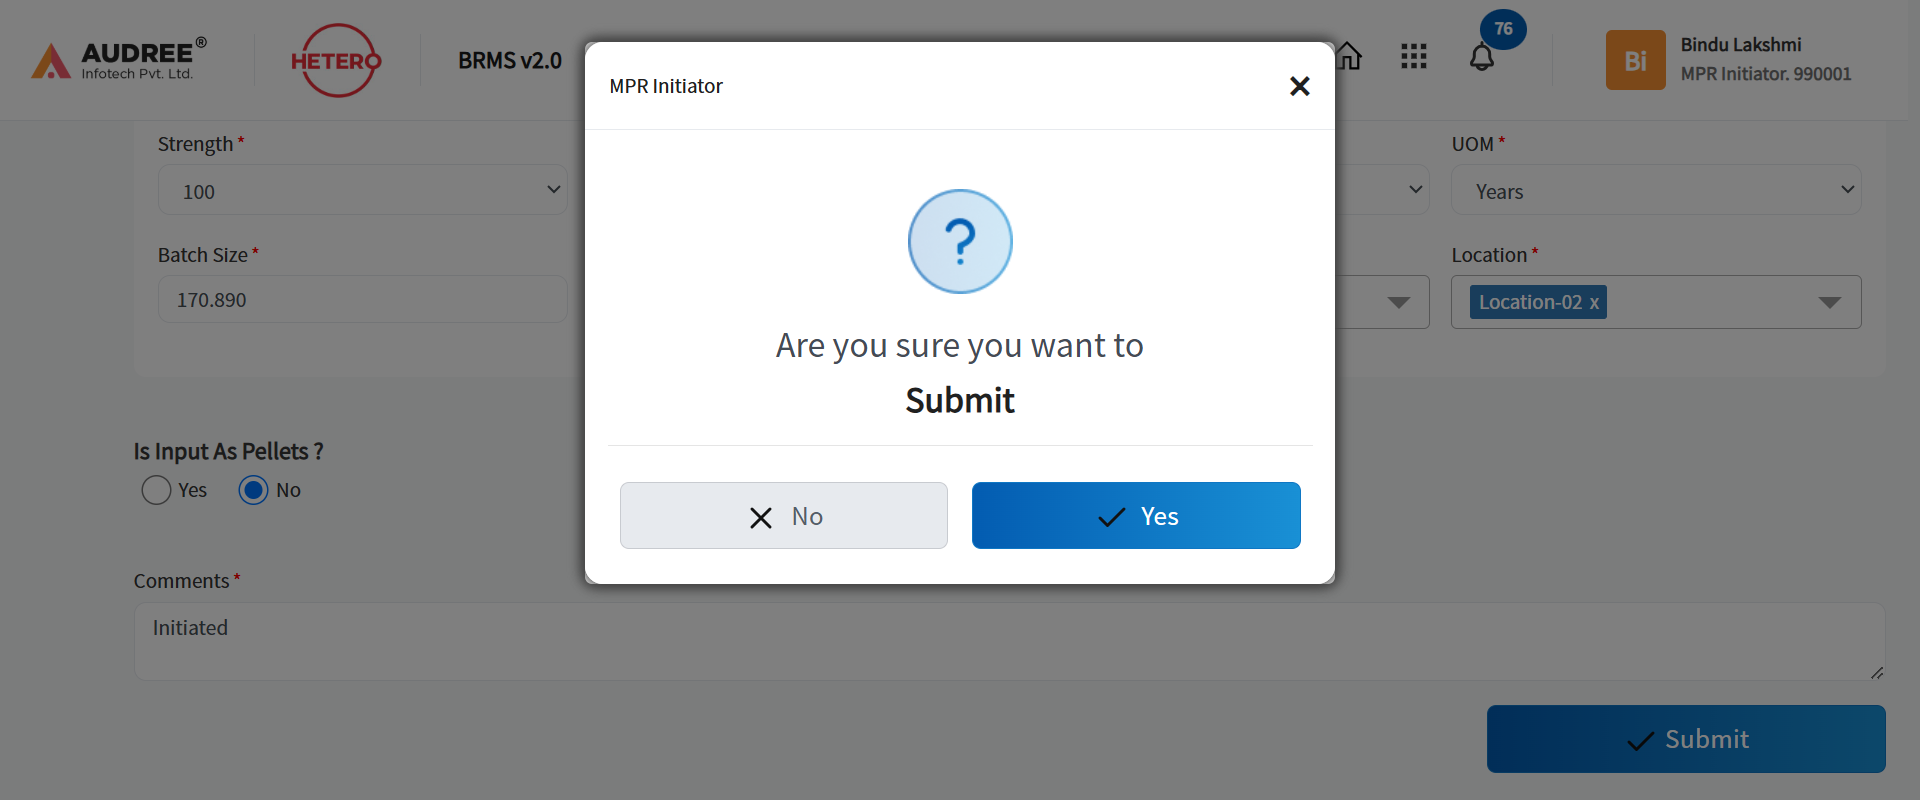 AUDREE®
Infotech Pvt. Ltd.
HETERO
BRMS v2.0
76
Bi
Bindu Lakshmi
MPR Initiator. 990001
MPR Initiator
Strength *
100
UOM *
Years
Batch Size *
170.890
Location *
Location-02 x
?
Are you sure you want to
Submit
No
Yes
Is Input As Pellets ?
Yes
No
Comments *
Initiated
Submit